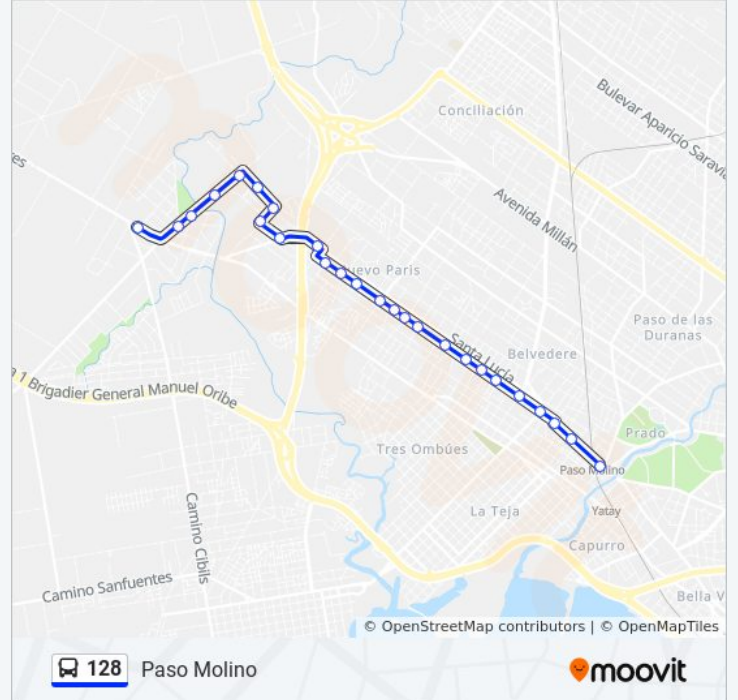 Conciliación
Bulevar Aparicio Saravia
es
Avenida Millán
uevo París
Paso de las
Duranas
Santa Lucía
Belvedere
a 1 Brigadier General Manuel Oribe
Prado
Tres Ombúes
Paso Molino
La Teja
Yatay
Camino Cibils
Capurro
Camino Sanfuentes
Bella V
© OpenStreetMap contributors | © OpenMapTiles
128 Paso Molino
moovit